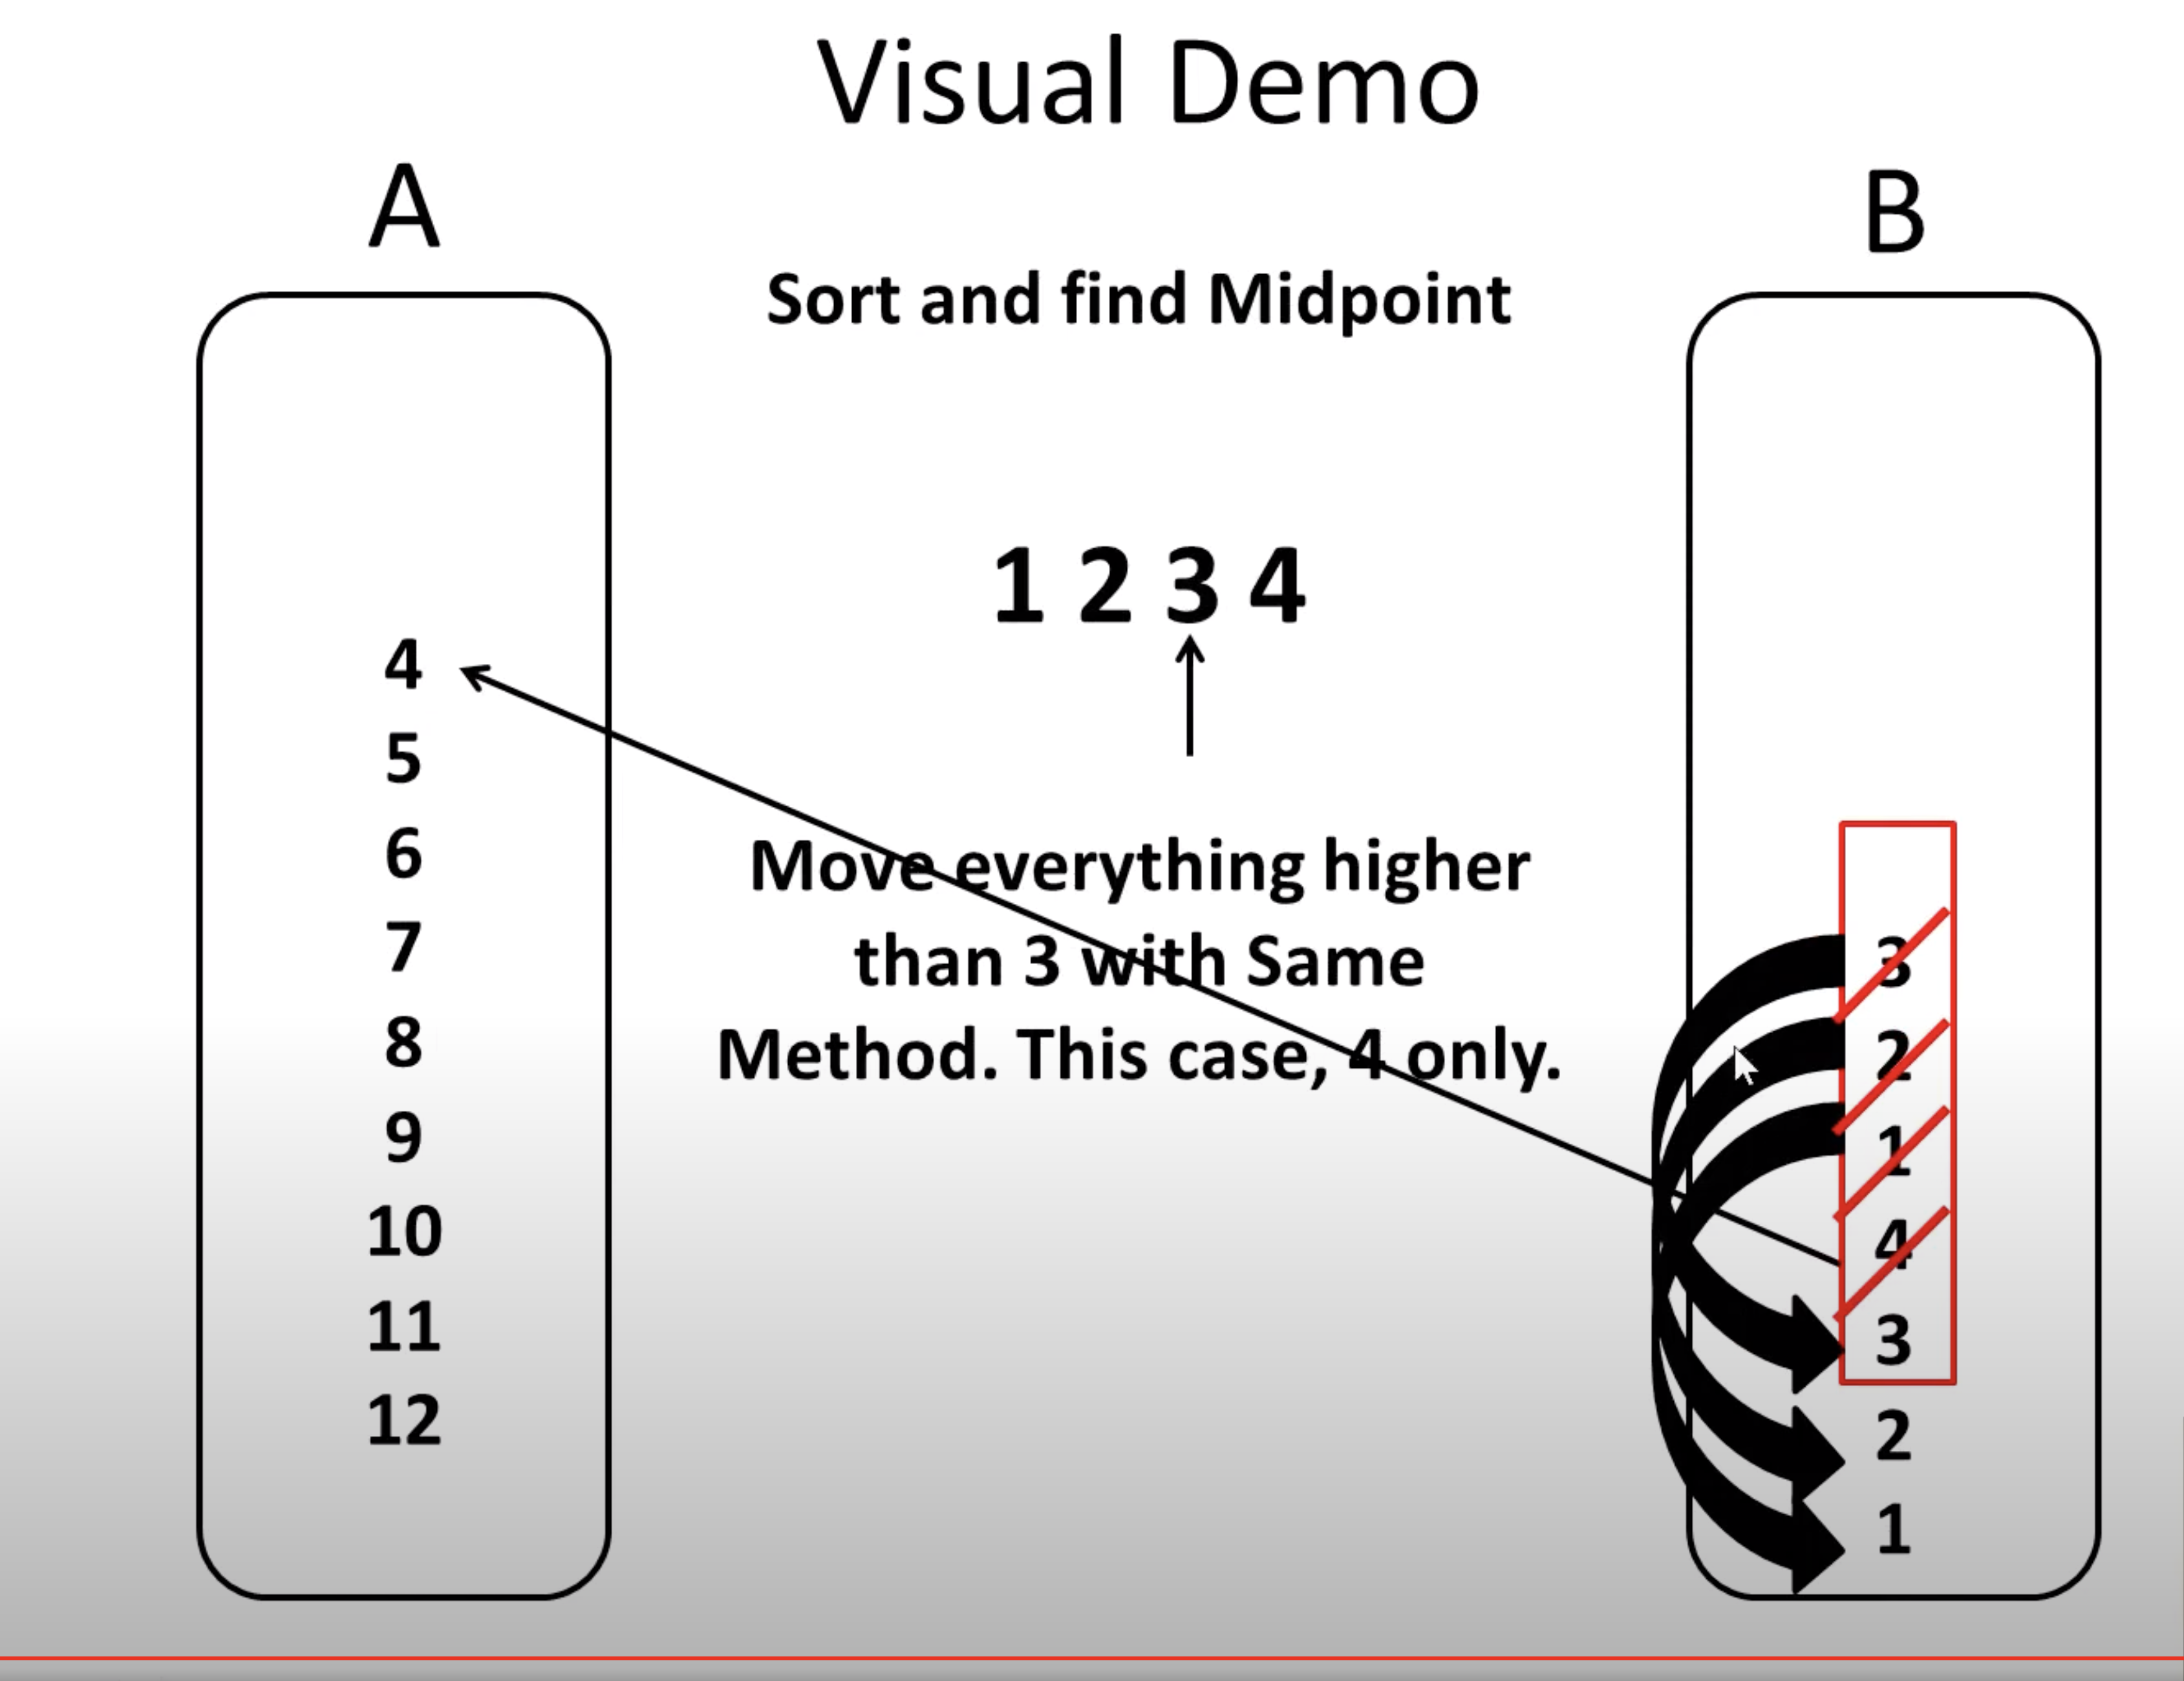 Visual Demo
A
B
Sort and find Midpoint
1 2 3 4
4
5
6
7
8
9
10
11
12
Move everything higher
than 3 with Same
Method. This case, 4 only.
3
2
1
4
3
2
1